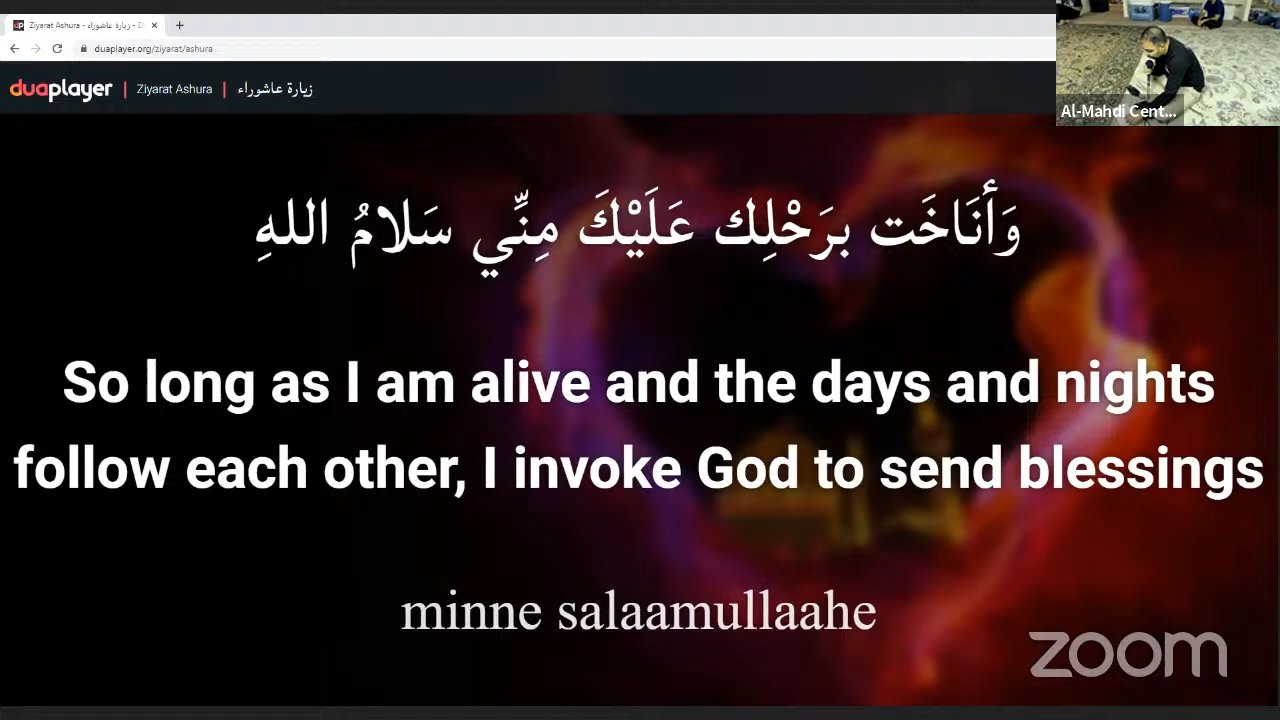 Ziyarat Ashura - زيارة عاشوراء - D
duaplayer.org/ziyarat/ashura
duaplayer | Ziyarat Ashura | زيارة عاشوراء
Al-Mahdi Cent...
وَأَنَاخَت برَحْلِك عَلَيْكَ مِنِّي سَلامُ اللهِ
So long as I am alive and the days and nights
follow each other, I invoke God to send blessings
minne salaamullaahe
zoom